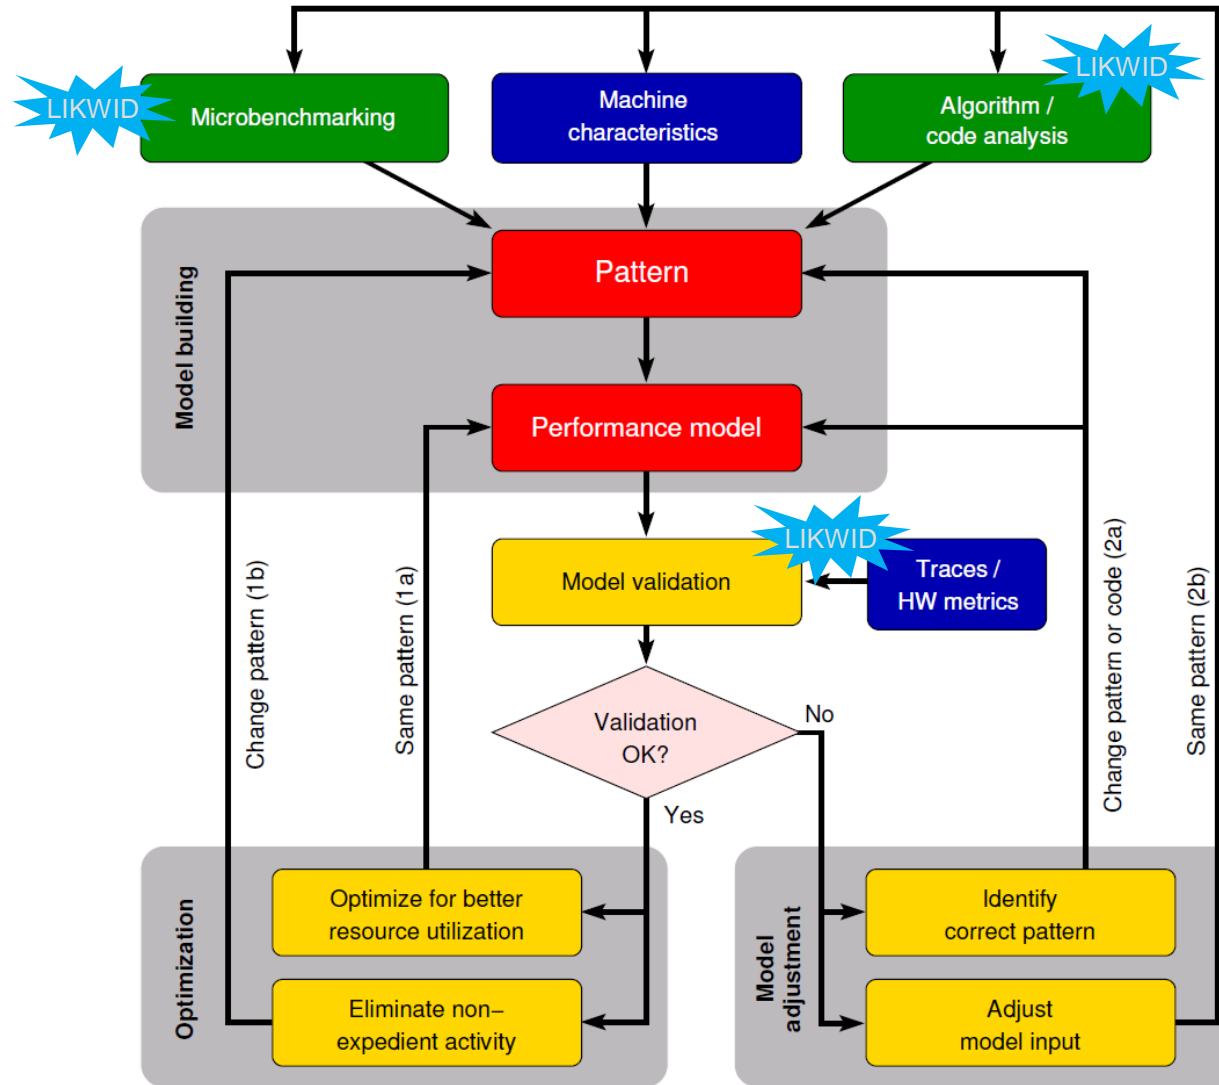 LIKWID
Microbenchmarking
Machine
characteristics
Algorithm /
code analysis
LIKWID
Model building
Pattern
Performance model
LIKWID
Model validation
Traces /
HW metrics
Change pattern (1b)
Same pattern (1a)
Change pattern or code (2a)
Same pattern (2b)
Validation
OK?
No
Yes
Optimization
Optimize for better
resource utilization
Eliminate non−
expedient activity
Model
adjustment
Identify
correct pattern
Adjust
model input